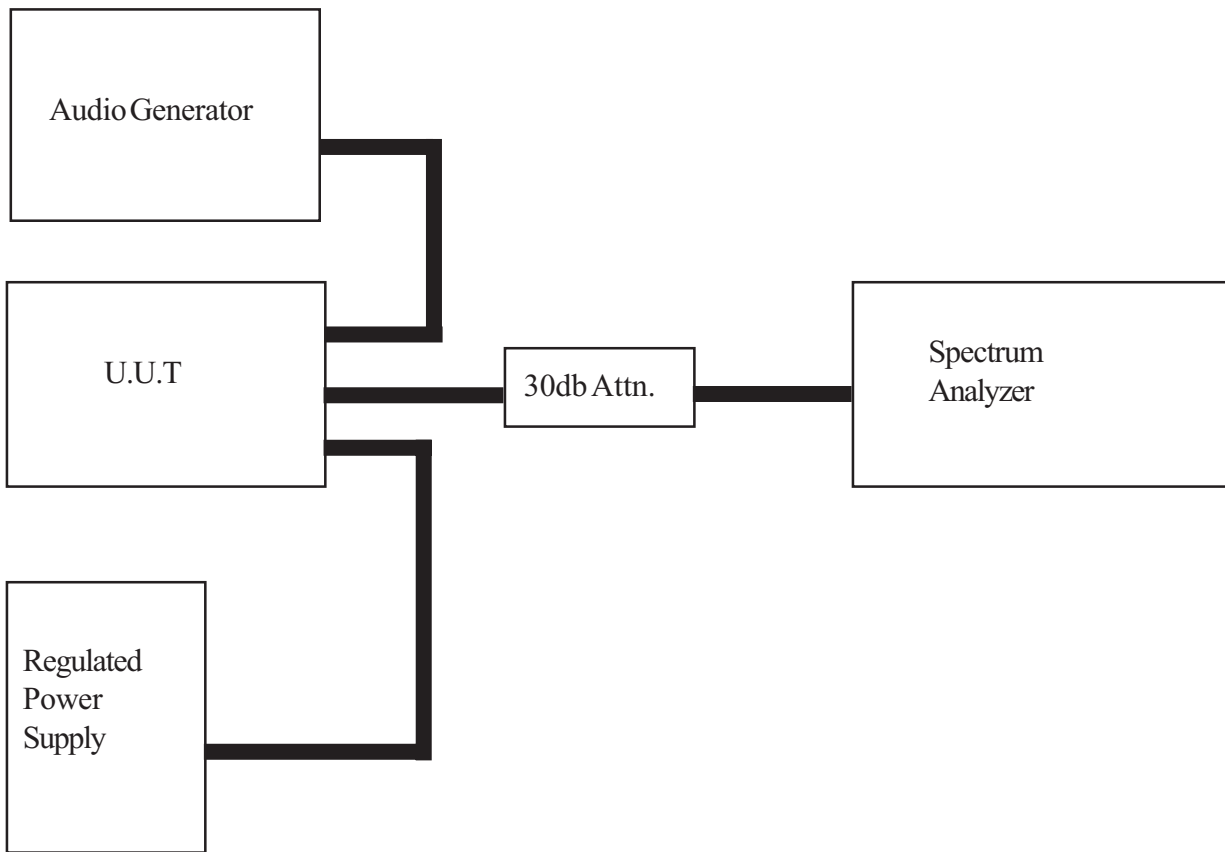 Audio Generator
U.U.T
30db Attn.
Spectrum
Analyzer
Regulated
Power
Supply